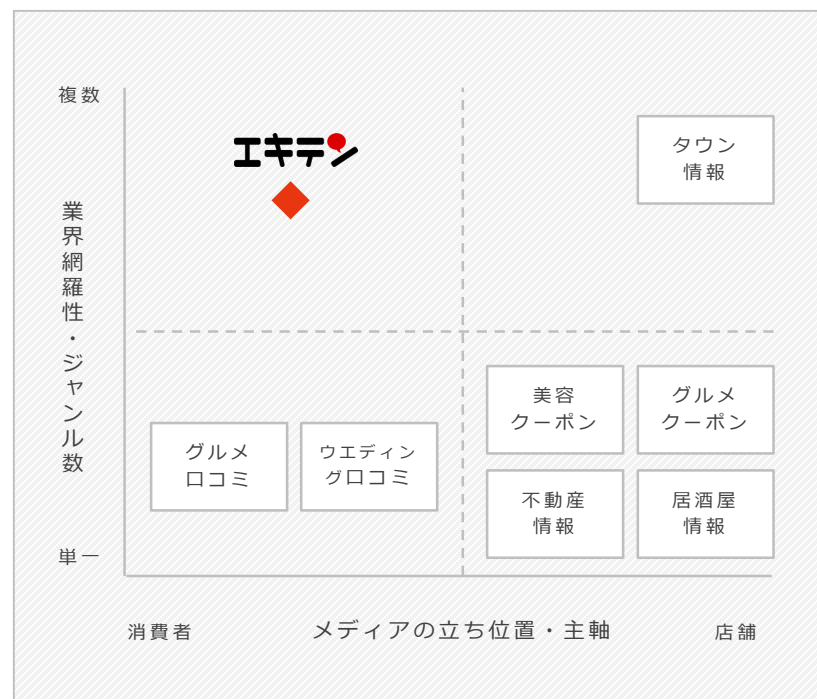 複数
エキテン
タウン
情報
業界網羅性・ジャンル数
美容
クーポン
グルメ
クーポン
グルメ
口コミ
ウエディン
グ口コミ
不動産
情報
居酒屋
情報
単一
消費者
メディアの立ち位置・主軸
店舗